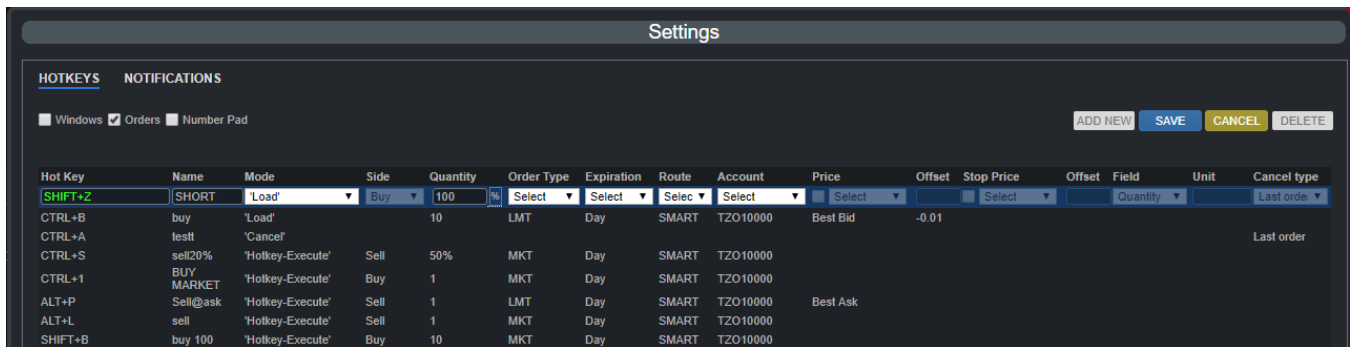 Settings
HOTKEYS NOTIFICATIONS
Windows Orders Number Pad ADD NEW SAVE CANCEL DELETE
Hot Key Name Mode Side Quantity Order Type Expiration Route Account Price Offset Stop Price Offset Field Unit Cancel type
SHIFT+Z SHORT 'Load' Buy 100 % Select Select Selec Select Select Select Quantity Last orde
CTRL+B buy 'Load' 10 LMT Day SMART TZO10000 Best Bid -0.01
CTRL+A testt 'Cancel' Last order
CTRL+S sell20% 'Hotkey-Execute' Sell 50% MKT Day SMART TZO10000
CTRL+1 BUY MARKET 'Hotkey-Execute' Buy 1 MKT Day SMART TZO10000
ALT+P Sell@ask 'Hotkey-Execute' Sell 1 LMT Day SMART TZO10000 Best Ask
ALT+L sell 'Hotkey-Execute' Sell 1 MKT Day SMART TZO10000
SHIFT+B buy 100 'Hotkey-Execute' Buy 10 MKT Day SMART TZO10000